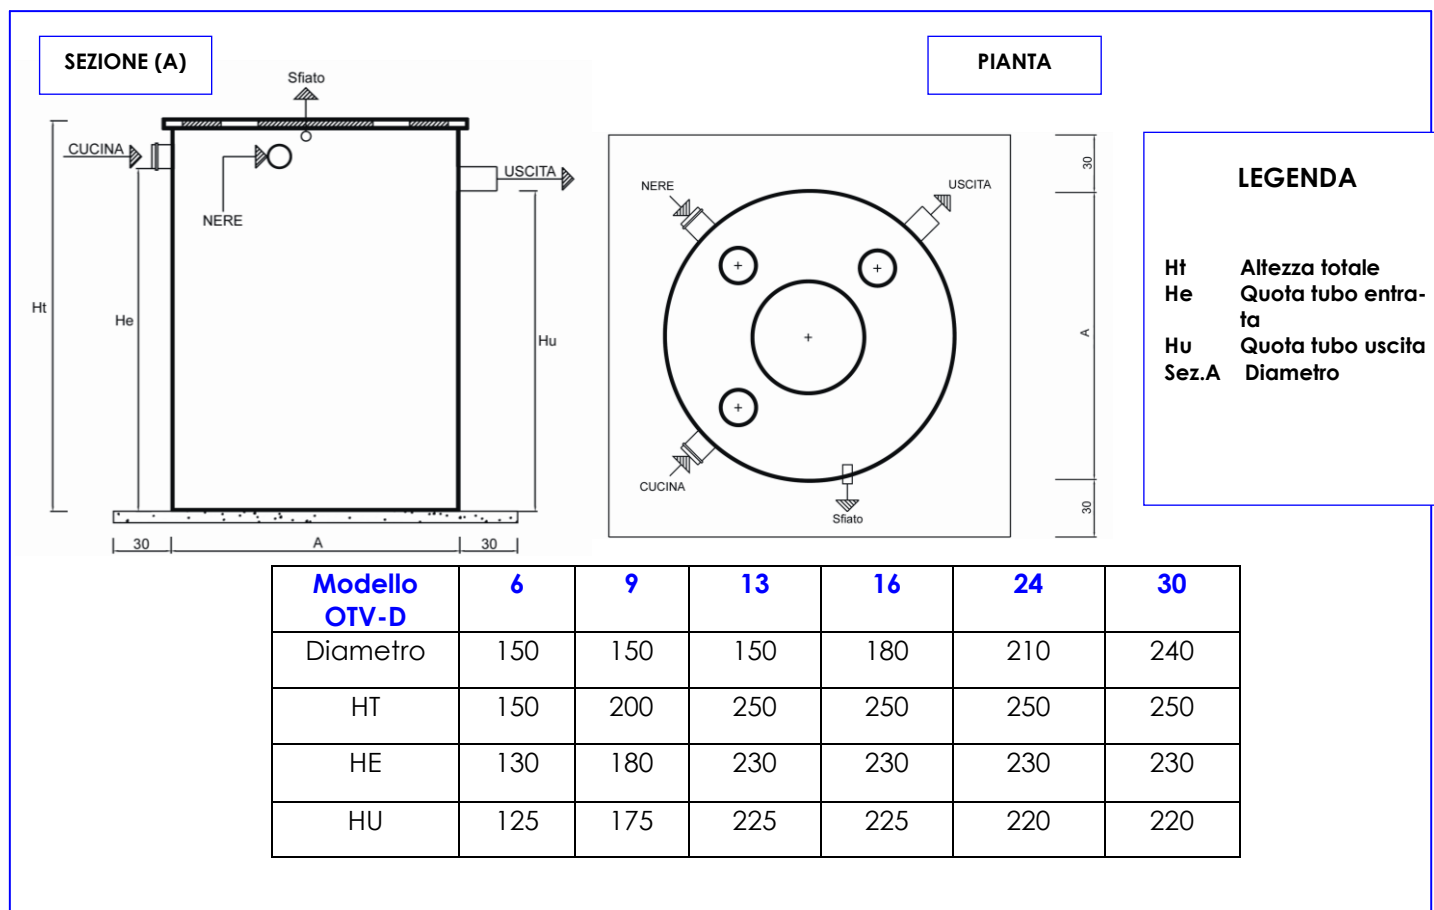 SEZIONE (A)
PIANTA
Sfiato
CUCINA
NERE
USCITA
Ht
He
Hu
30
A
30
NERE
USCITA
CUCINA
Sfiato
30
A
30
LEGENDA
Ht Altezza totale
He Quota tubo entra-
ta
Hu Quota tubo uscita
Sez.A Diametro
Modello 6 9 13 16 24 30
OTV-D
Diametro 150 150 150 180 210 240
HT 150 200 250 250 250 250
HE 130 180 230 230 230 230
HU 125 175 225 225 220 220